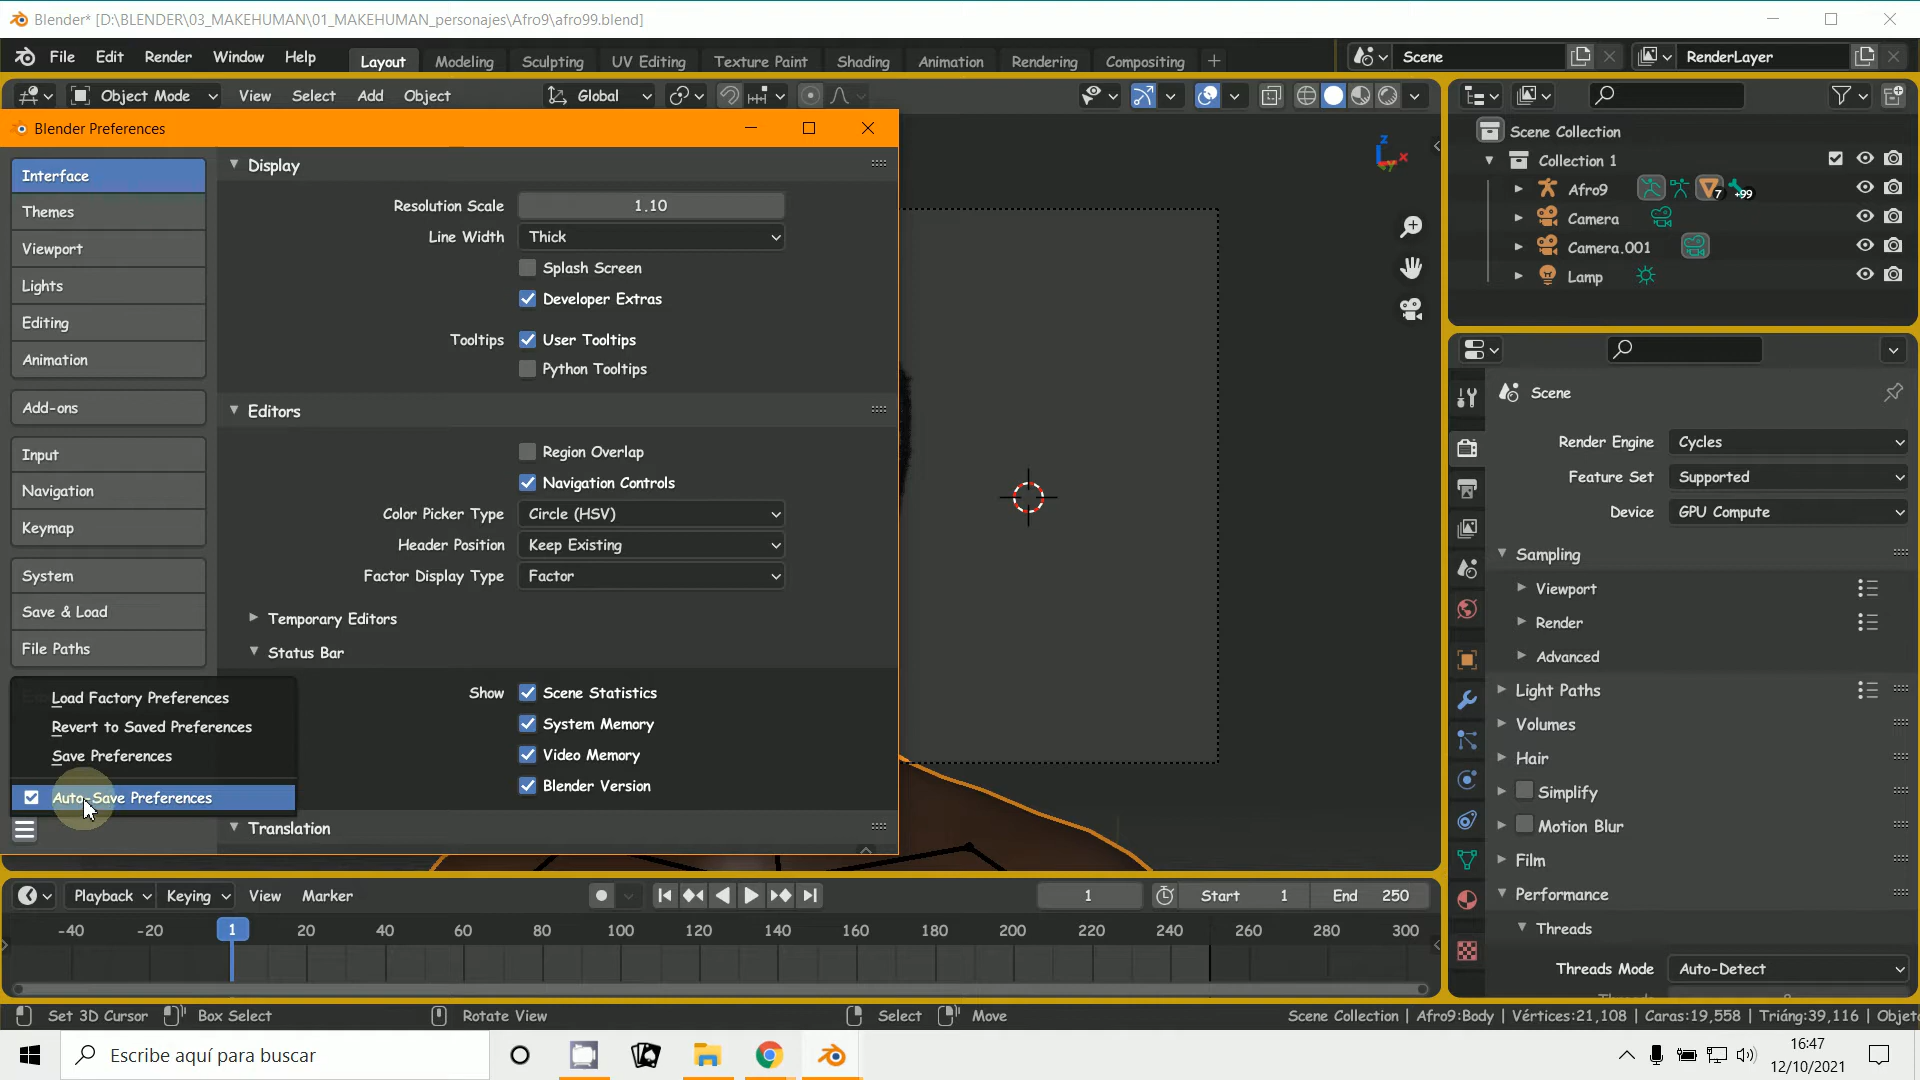 Blender* [D:\BLENDER\03_MAKEHUMAN\01_MAKEHUMAN_personajes\Afro9\afro99.blend]
File Edit Render Window Help Layout Modeling Sculpting UV Editing Texture Paint Shading Animation Rendering Compositing + Scene RenderLayer
Object Mode View Select Add Object Global
Blender Preferences
Interface
Themes
Viewport
Lights
Editing
Animation
Add-ons
Input
Navigation
Keymap
System
Save & Load
File Paths
Load Factory Preferences
Revert to Saved Preferences
Save Preferences
Auto-Save Preferences
Display
Resolution Scale 1.10
Line Width Thick
Splash Screen
Developer Extras
Tooltips User Tooltips
Python Tooltips
Editors
Region Overlap
Navigation Controls
Color Picker Type Circle (HSV)
Header Position Keep Existing
Factor Display Type Factor
Temporary Editors
Status Bar
Show Scene Statistics
System Memory
Video Memory
Blender Version
Translation
Z
X
Y
Scene Collection
Collection 1
Afro9 7 +99
Camera
Camera.001
Lamp
Scene
Render Engine Cycles
Feature Set Supported
Device GPU Compute
Sampling
Viewport
Render
Advanced
Light Paths
Volumes
Hair
Simplify
Motion Blur
Film
Performance
Threads
Threads Mode Auto-Detect
Playback Keying View Marker 1 Start 1 End 250
-40 -20 1 20 40 60 80 100 120 140 160 180 200 220 240 260 280 300
Set 3D Cursor Box Select Rotate View Select Move Scene Collection | Afro9:Body | Vértices:21,108 | Caras:19,558 | Triáng:39,116 | Objeto
Escribe aquí para buscar
16:47
12/10/2021